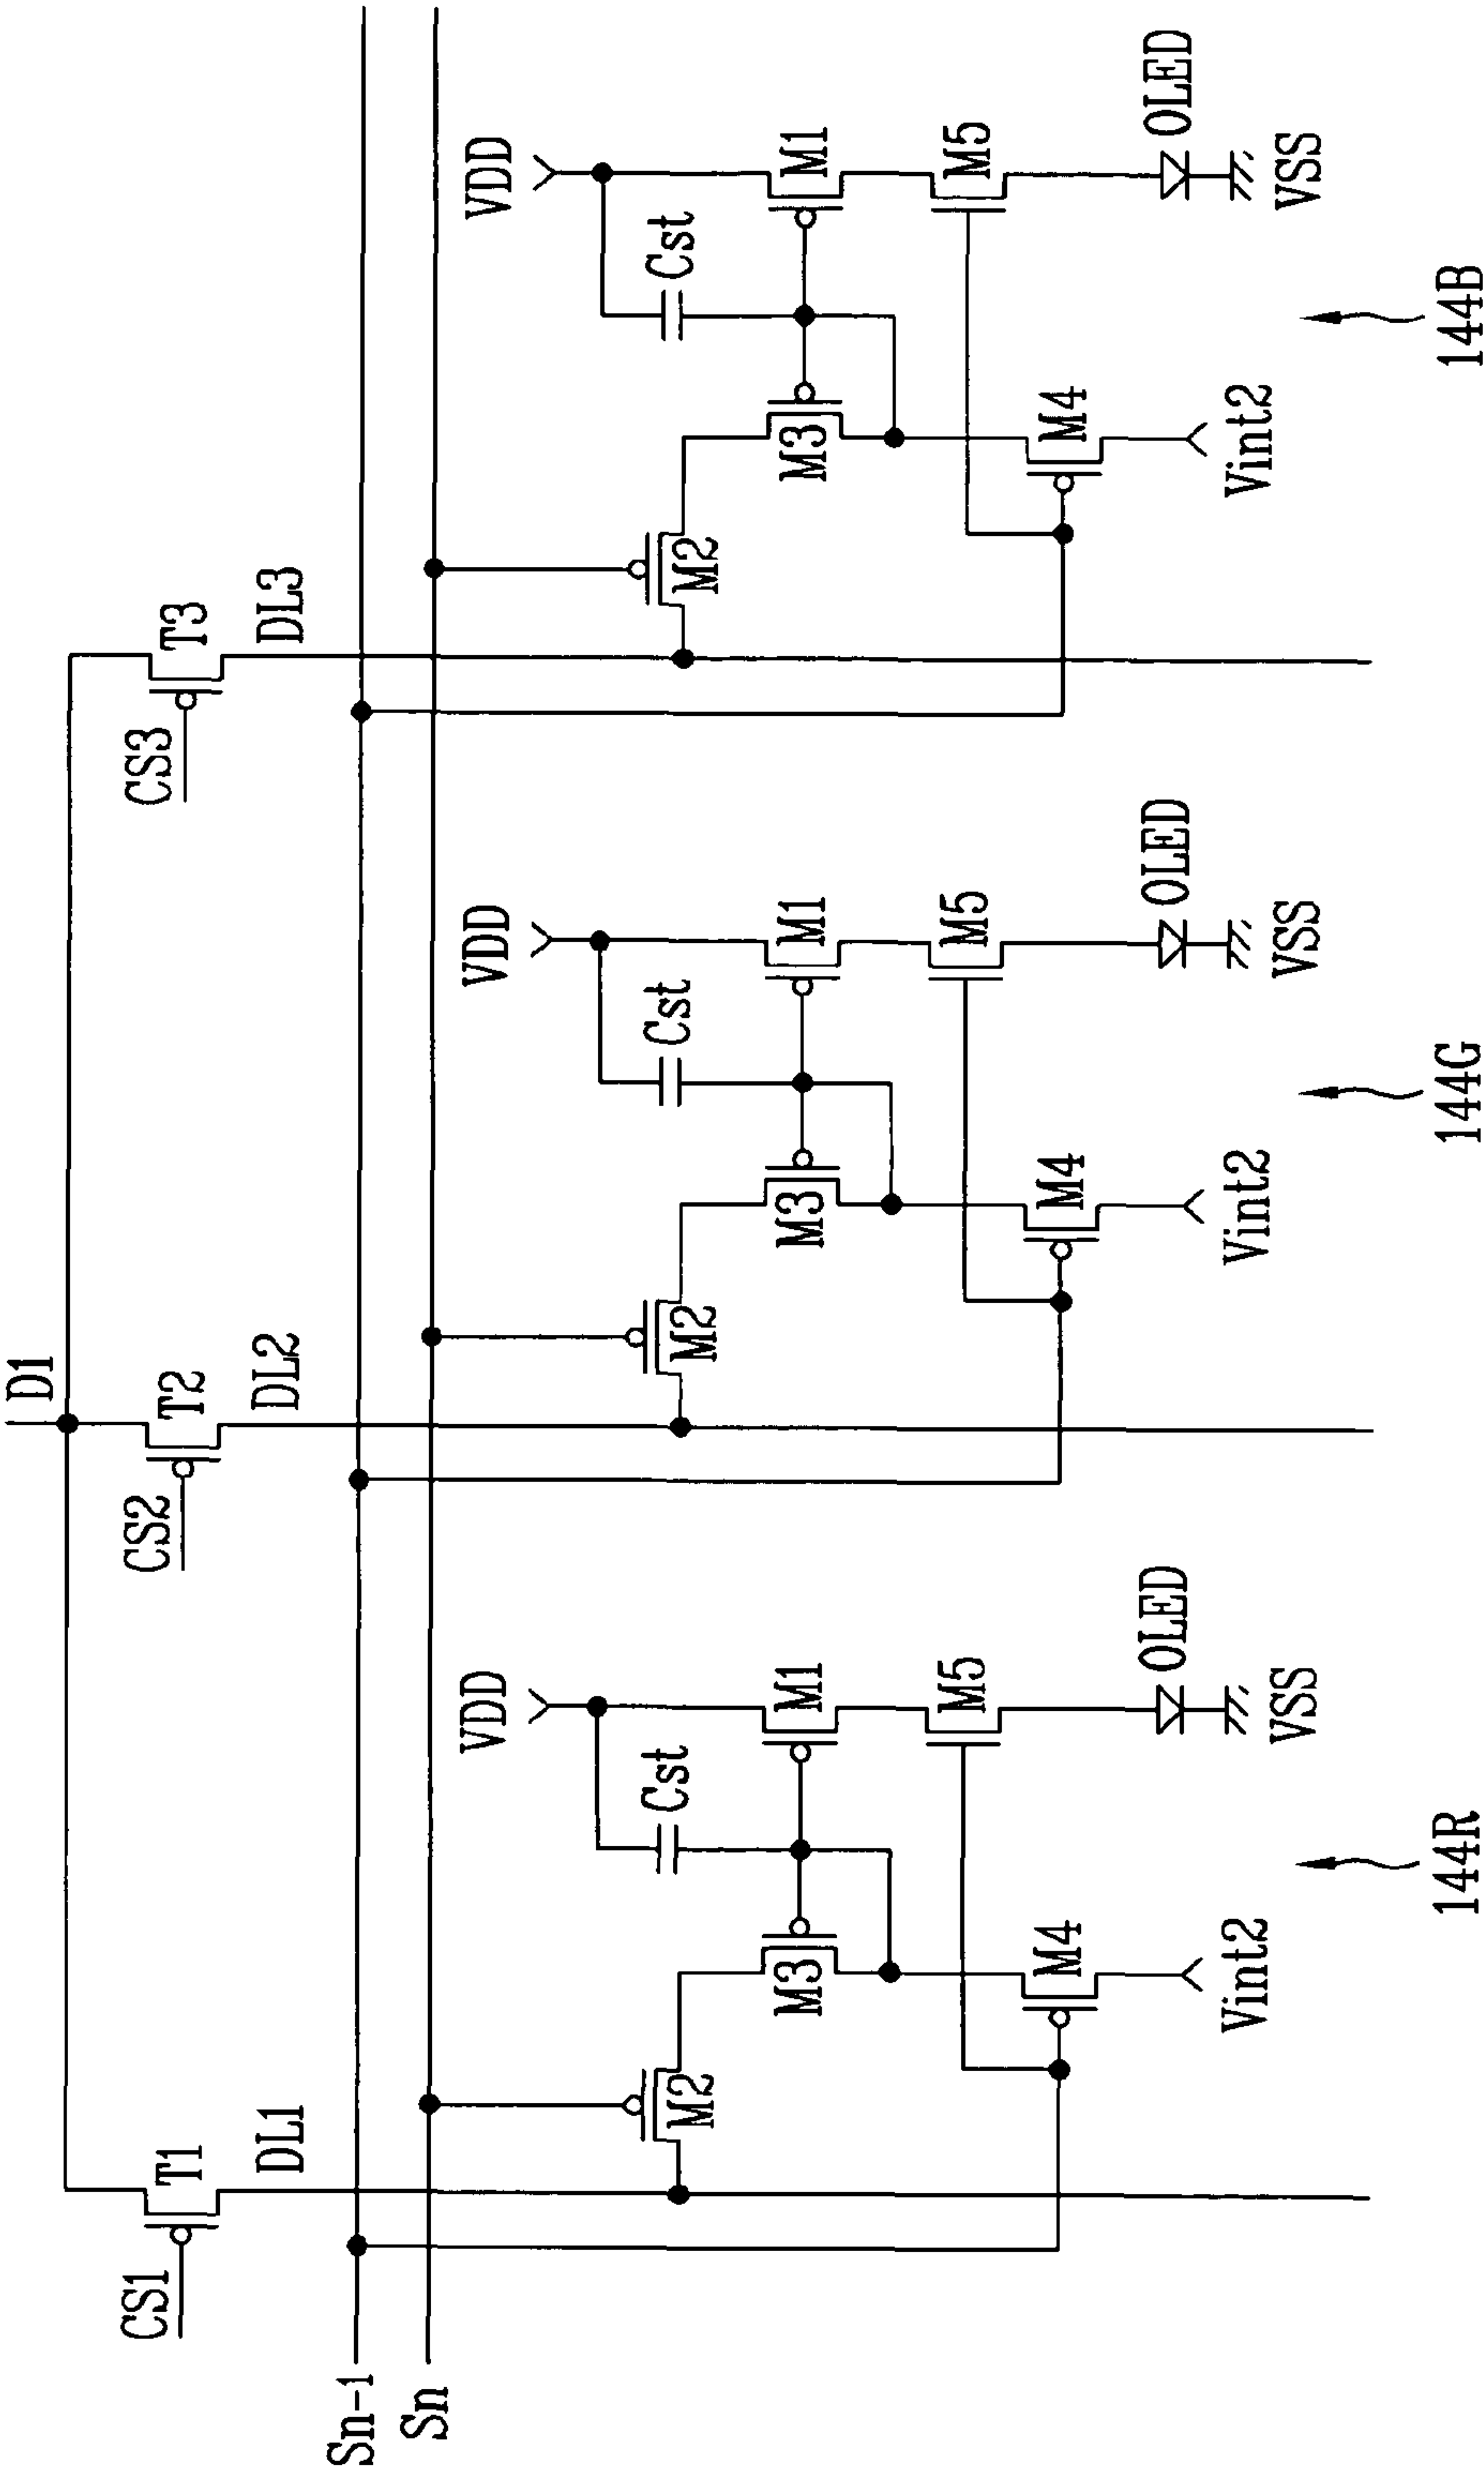 D1
CS1
T1
CS2
T2
CS3
T3
DL1
DL2
DL3
Sn-1
Sn
VDD
VDD
VDD
Cst
Cst
Cst
M2
M2
M2
M3
M1
M3
M1
M3
M1
M5
M5
M5
M4
M4
M4
OLED
OLED
OLED
Vint2
Vint2
Vint2
VSS
VSS
VSS
144R
144G
144B